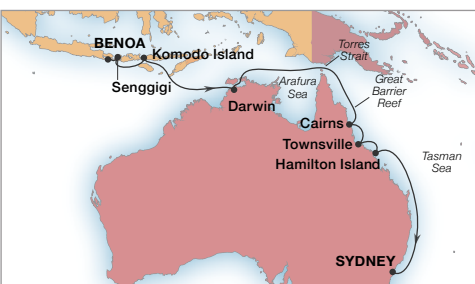 BENOA
Komodo Island
Senggigi
Torres
Strait
Arafura
Sea
Great
Barrier
Reef
Darwin
Cairns
Townsville
Hamilton Island
Tasman
Sea
SYDNEY